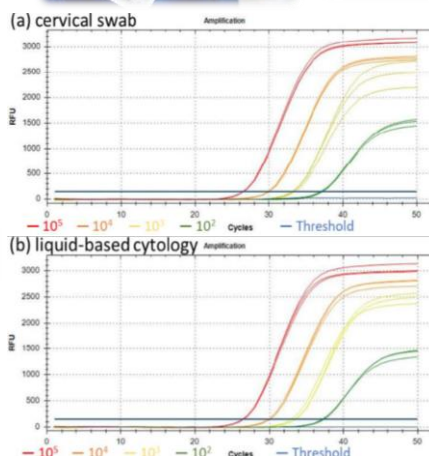 (a) cervical swab
Amplification
3000
2500
2000
1500
1000
500
0
RFU
0 10 20 30 40 50
Cycles
10⁵ 10⁴ 10³ 10² Threshold
(b) liquid-based cytology
Amplification
3000
2500
2000
1500
1000
500
0
RFU
0 10 20 30 40 50
Cycles
10⁵ 10⁴ 10² Threshold